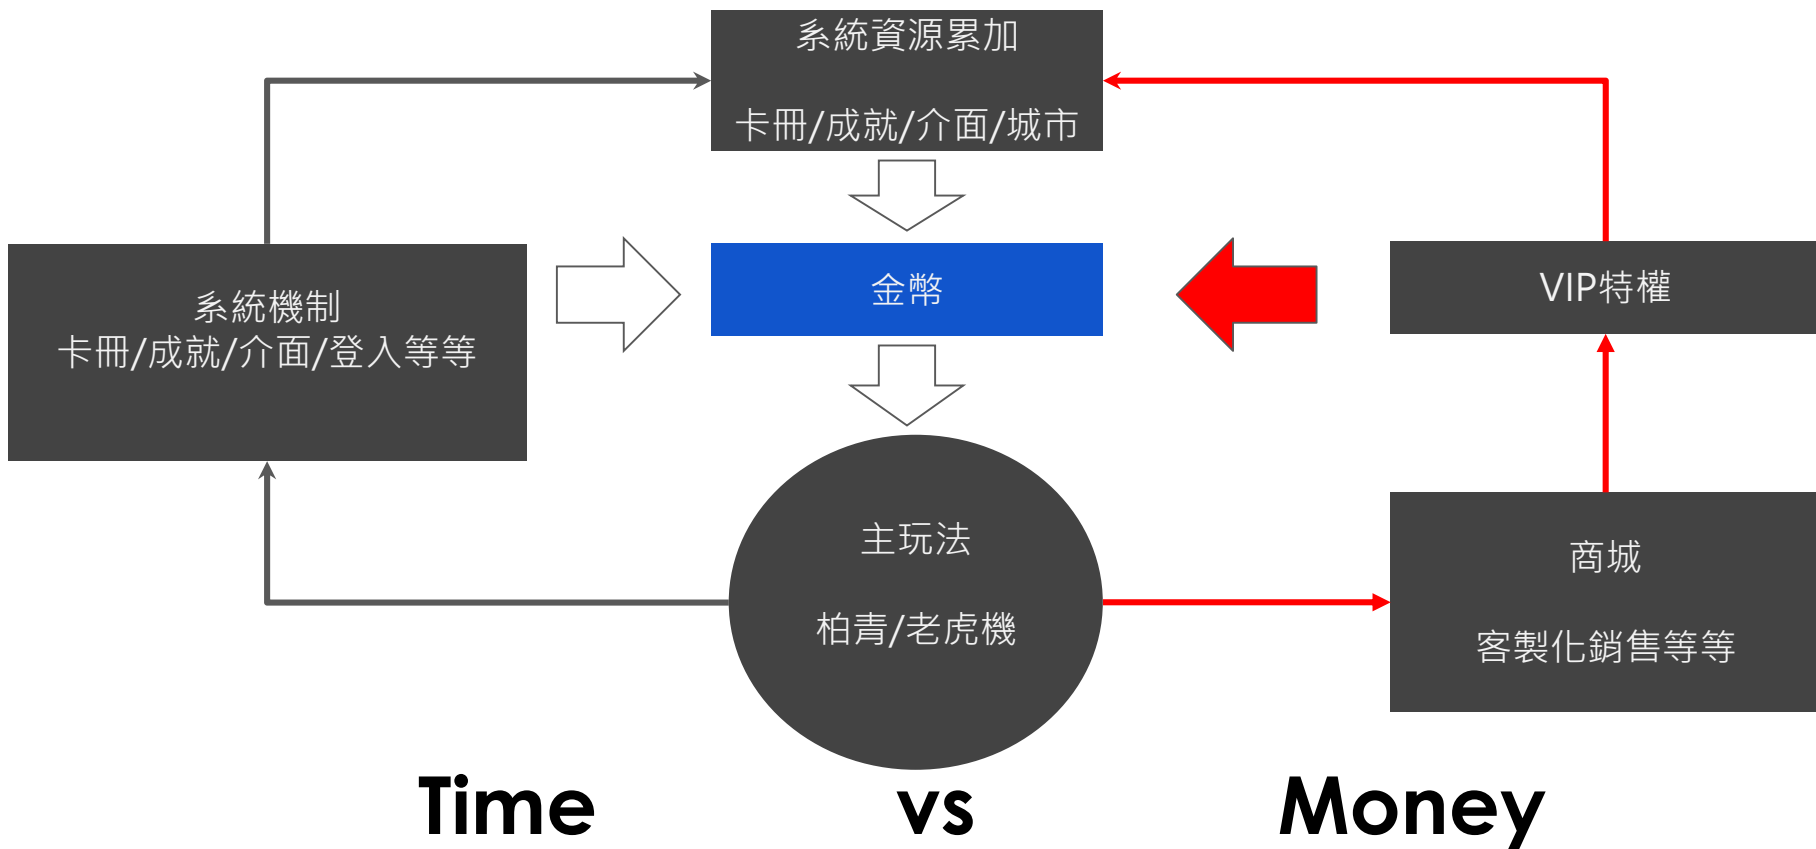 系統資源累加
卡冊/成就/介面/城市
系統機制
卡冊/成就/介面/登入等等
金幣
VIP特權
主玩法
柏青/老虎機
商城
客製化銷售等等
Time vs Money